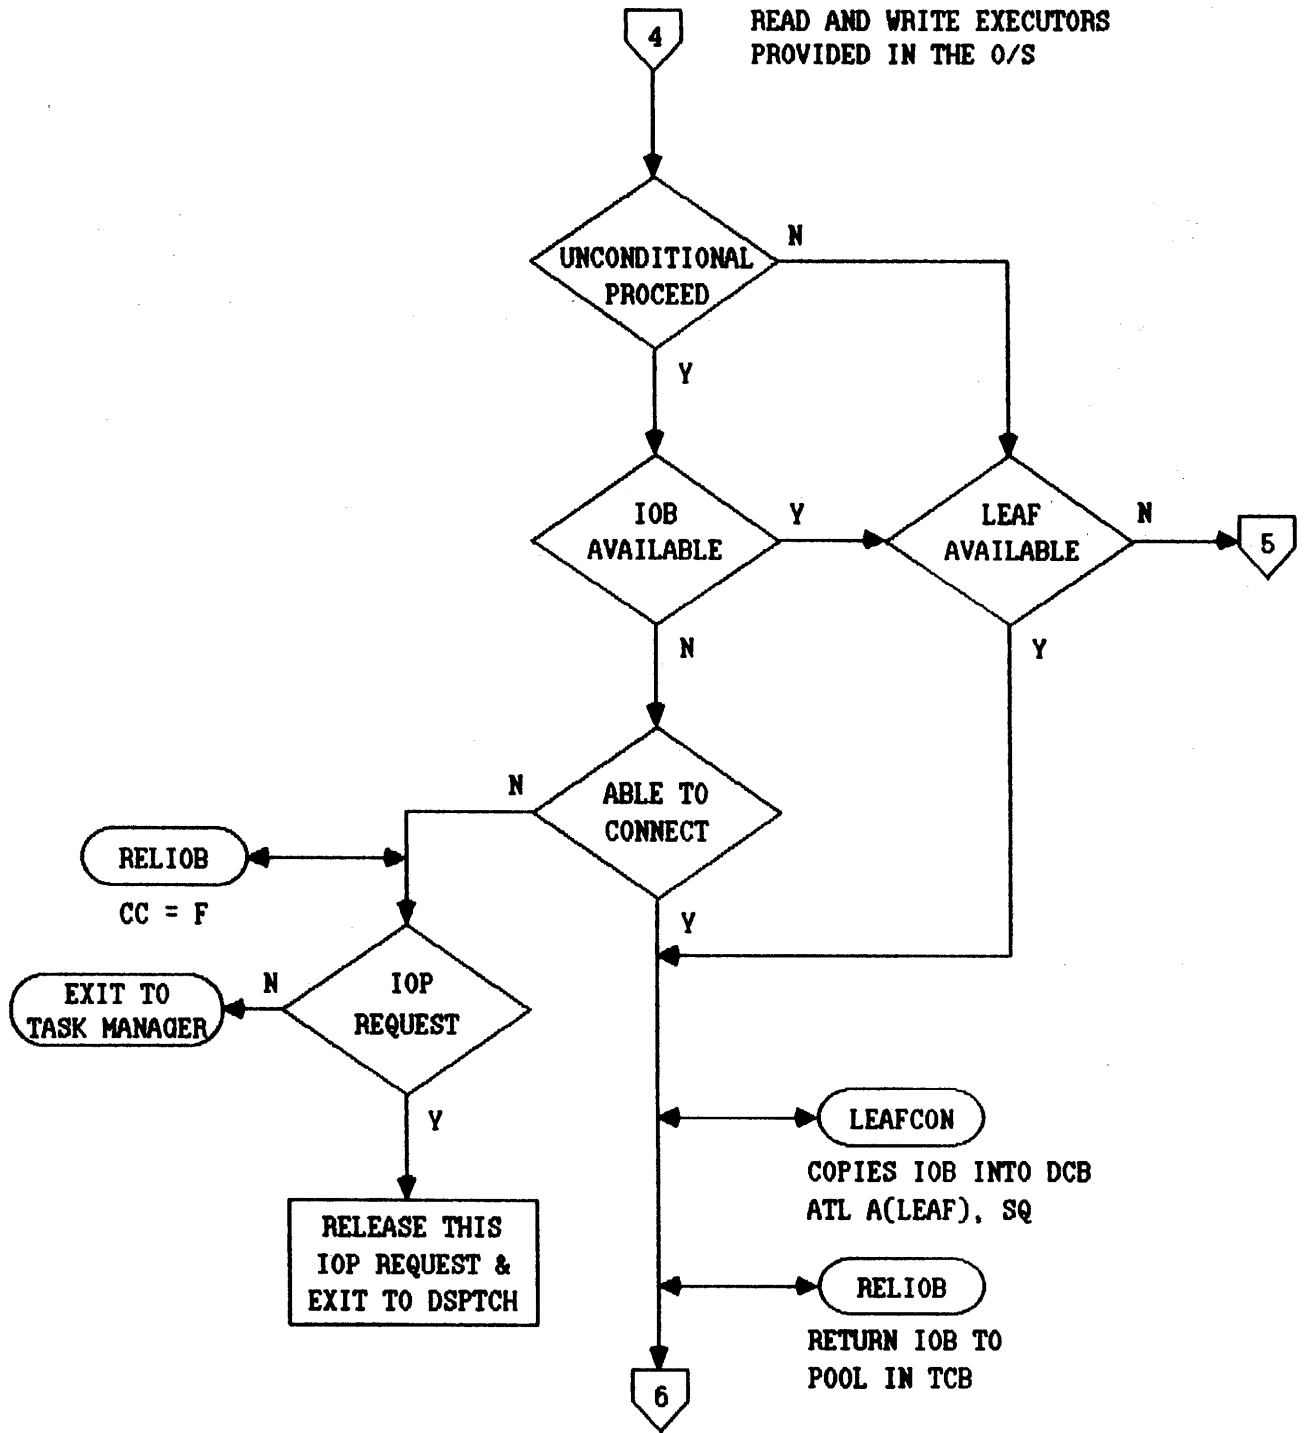 4
READ AND WRITE EXECUTORS
PROVIDED IN THE O/S
N
UNCONDITIONAL
PROCEED
Y
IOB
AVAILABLE
Y
LEAF
AVAILABLE
N
5
N
Y
N
ABLE TO
CONNECT
RELIOB
CC = F
Y
N
IOP
REQUEST
EXIT TO
TASK MANAGER
Y
LEAFCON
COPIES IOB INTO DCB
ATL A(LEAF), SQ
RELEASE THIS
IOP REQUEST &
EXIT TO DSPTCH
RELIOB
RETURN IOB TO
POOL IN TCB
6